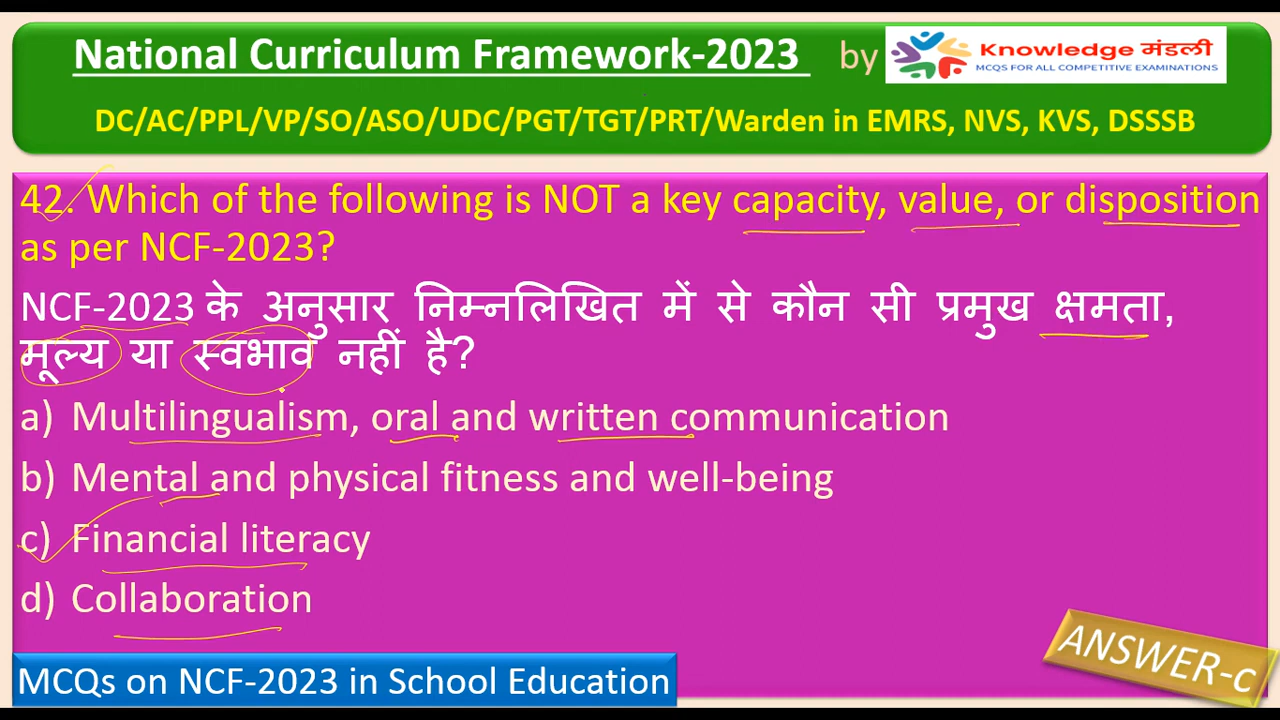 National Curriculum Framework-2023 by Knowledge मंडली
MCQS FOR ALL COMPETITIVE EXAMINATIONS
DC/AC/PPL/VP/SO/ASO/UDC/PGT/TGT/PRT/Warden in EMRS, NVS, KVS, DSSSB
42. Which of the following is NOT a key capacity, value, or disposition
as per NCF-2023?
NCF-2023 के अनुसार निम्नलिखित में से कौन सी प्रमुख क्षमता,
मूल्य या स्वभाव नहीं है?
a) Multilingualism, oral and written communication
b) Mental and physical fitness and well-being
c) Financial literacy
d) Collaboration
ANSWER-c
MCQs on NCF-2023 in School Education